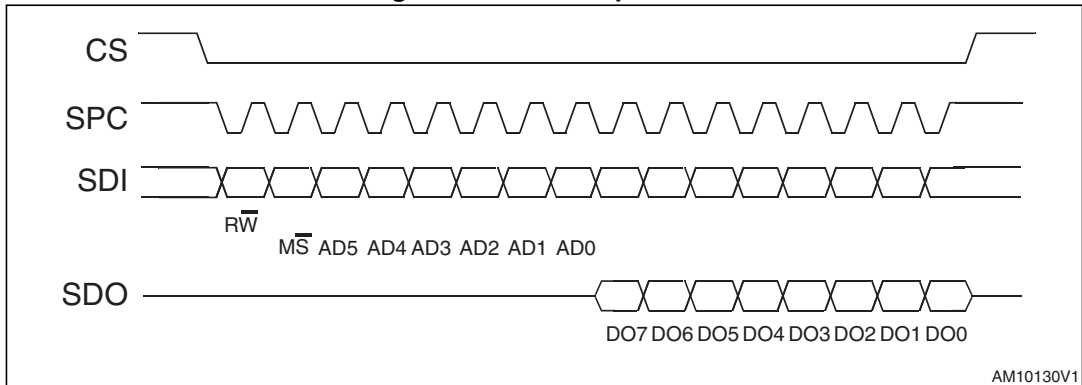 CS
SPC
SDI
RW̅
MS̅ AD5 AD4 AD3 AD2 AD1 AD0
SDO
DO7 DO6 DO5 DO4 DO3 DO2 DO1 DO0
AM10130V1